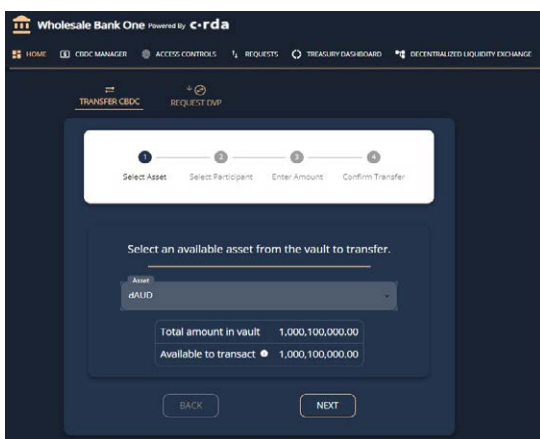 Wholesale Bank One Powered By c·rda
HOME CBDC MANAGER ACCESS CONTROLS REQUESTS TREASURY DASHBOARD DECENTRALIZED LIQUIDITY EXCHANGE
TRANSFER CBDC REQUEST DVP
1 2 3 4
Select Asset Select Participant Enter Amount Confirm Transfer
Select an available asset from the vault to transfer.
Asset
dAUD
Total amount in vault 1,000,100,000.00
Available to transact 1,000,100,000.00
BACK NEXT